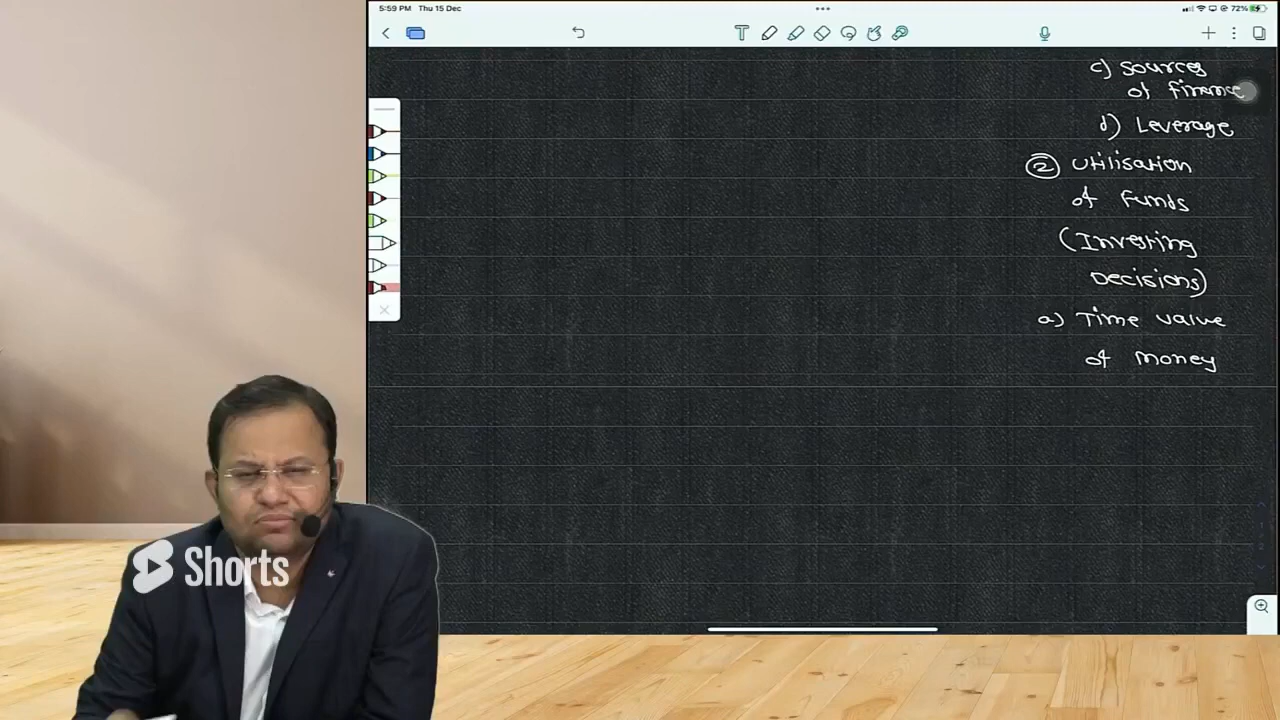 5:59 PM Thu 15 Dec
72%
c) Sources
of finance
d) Leverage
② Utilisation
of Funds
(Investing
Decisions)
a) Time value
of money
Shorts